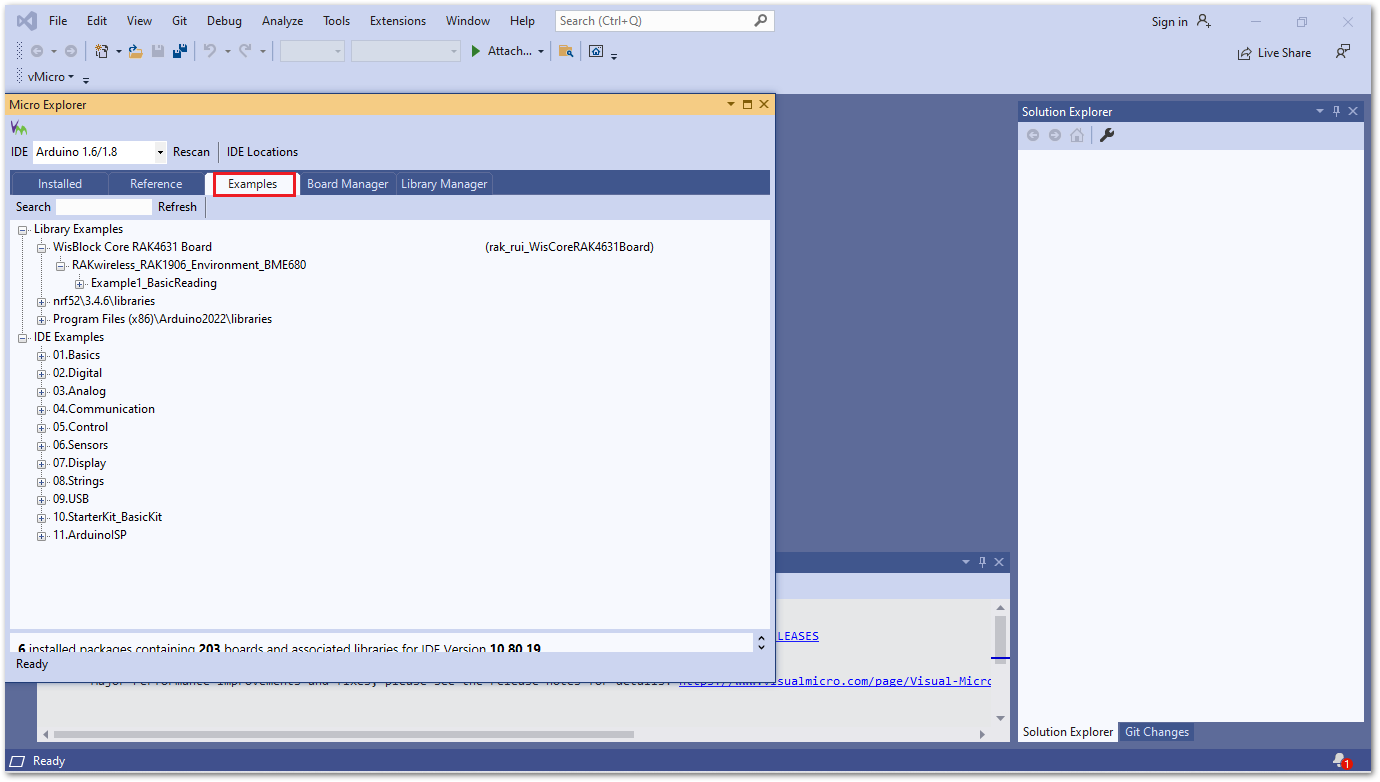 File Edit View Git Debug Analyze Tools Extensions Window Help Search (Ctrl+Q) Sign in
Attach... Live Share
vMicro
Micro Explorer
IDE Arduino 1.6/1.8 Rescan IDE Locations
Installed Reference Examples Board Manager Library Manager
Search Refresh
Library Examples
WisBlock Core RAK4631 Board (rak_rui_WisCoreRAK4631Board)
RAKwireless_RAK1906_Environment_BME680
Example1_BasicReading
nrf52\3.4.6\libraries
Program Files (x86)\Arduino2022\libraries
IDE Examples
01.Basics
02.Digital
03.Analog
04.Communication
05.Control
06.Sensors
07.Display
08.Strings
09.USB
10.StarterKit_BasicKit
11.ArduinoISP
6 installed packages containing 203 boards and associated libraries for IDE Version 10.80.19
Ready
Solution Explorer
LEASES
Major Performance improvements and fixes, please see the release notes for details: https://www.visualmicro.com/page/Visual-Micro
Solution Explorer Git Changes
Ready 1